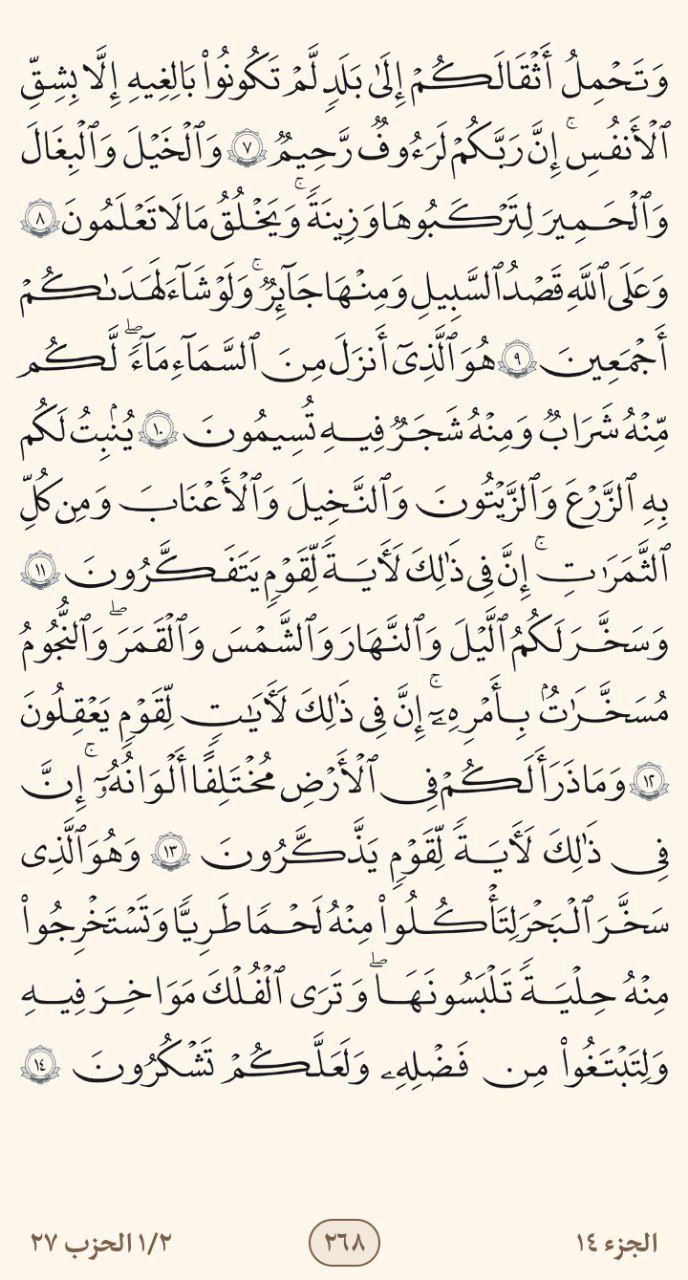 وَتَحْمِلُ أَثْقَالَكُمْ إِلَىٰ بَلَدٍ لَّمْ تَكُونُوا۟ بَٰلِغِيهِ إِلَّا بِشِقِّ
ٱلْأَنفُسِ ۚ إِنَّ رَبَّكُمْ لَرَءُوفٌ رَّحِيمٌ ٧ وَٱلْخَيْلَ وَٱلْبِغَالَ
وَٱلْحَمِيرَ لِتَرْكَبُوهَا وَزِينَةً ۚ وَيَخْلُقُ مَا لَا تَعْلَمُونَ ٨
وَعَلَى ٱللَّهِ قَصْدُ ٱلسَّبِيلِ وَمِنْهَا جَآئِرٌ ۚ وَلَوْ شَآءَ لَهَدَىٰكُمْ
أَجْمَعِينَ ٩ هُوَ ٱلَّذِىٓ أَنزَلَ مِنَ ٱلسَّمَآءِ مَآءً ۖ لَّكُم
مِّنْهُ شَرَابٌ وَمِنْهُ شَجَرٌ فِيهِ تُسِيمُونَ ١٠ يُنۢبِتُ لَكُم
بِهِ ٱلزَّرْعَ وَٱلزَّيْتُونَ وَٱلنَّخِيلَ وَٱلْأَعْنَٰبَ وَمِن كُلِّ
ٱلثَّمَرَٰتِ ۚ إِنَّ فِى ذَٰلِكَ لَءَايَةً لِّقَوْمٍ يَتَفَكَّرُونَ ١١
وَسَخَّرَ لَكُمُ ٱلَّيْلَ وَٱلنَّهَارَ وَٱلشَّمْسَ وَٱلْقَمَرَ ۖ وَٱلنُّجُومُ
مُسَخَّرَٰتٌۢ بِأَمْرِهِۦٓ ۚ إِنَّ فِى ذَٰلِكَ لَءَايَٰتٍ لِّقَوْمٍ يَعْقِلُونَ
١٢ وَمَا ذَرَأَ لَكُمْ فِى ٱلْأَرْضِ مُخْتَلِفًا أَلْوَٰنُهُۥٓ ۚ إِنَّ
فِى ذَٰلِكَ لَءَايَةً لِّقَوْمٍ يَذَّكَّرُونَ ١٣ وَهُوَ ٱلَّذِى
سَخَّرَ ٱلْبَحْرَ لِتَأْكُلُوا۟ مِنْهُ لَحْمًا طَرِيًّا وَتَسْتَخْرِجُوا۟
مِنْهُ حِلْيَةً تَلْبَسُونَهَا ۖ وَتَرَى ٱلْفُلْكَ مَوَاخِرَ فِيهِ
وَلِتَبْتَغُوا۟ مِن فَضْلِهِۦ وَلَعَلَّكُمْ تَشْكُرُونَ ١٤
الجزء ١٤ ٢٦٨ ١/٢ الحزب ٢٧